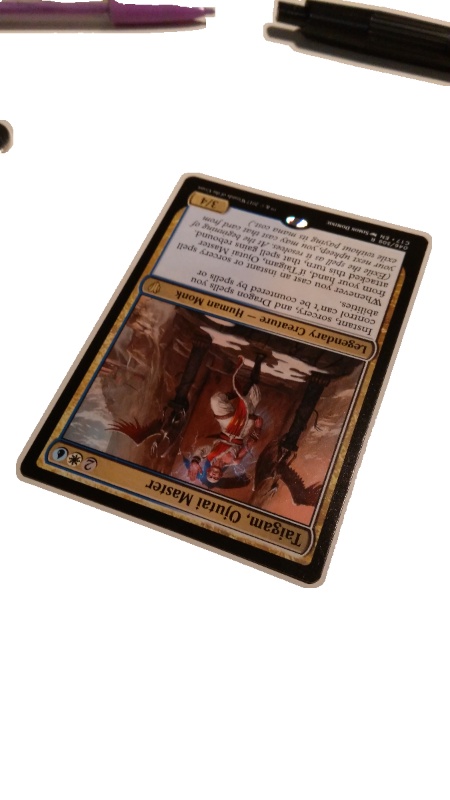 Taigam, Ojutai Master
2
Legendary Creature — Human Monk
Instant, sorcery, and Dragon spells you
control can't be countered by spells or
abilities.
Whenever you cast an instant or sorcery spell
from your hand, if Taigam, Ojutai Master
attacked this turn, that spell gains rebound.
(Exile the spell as it resolves. At the beginning of
your next upkeep, you may cast that card from
exile without paying its mana cost.)
3/4
C17 • EN